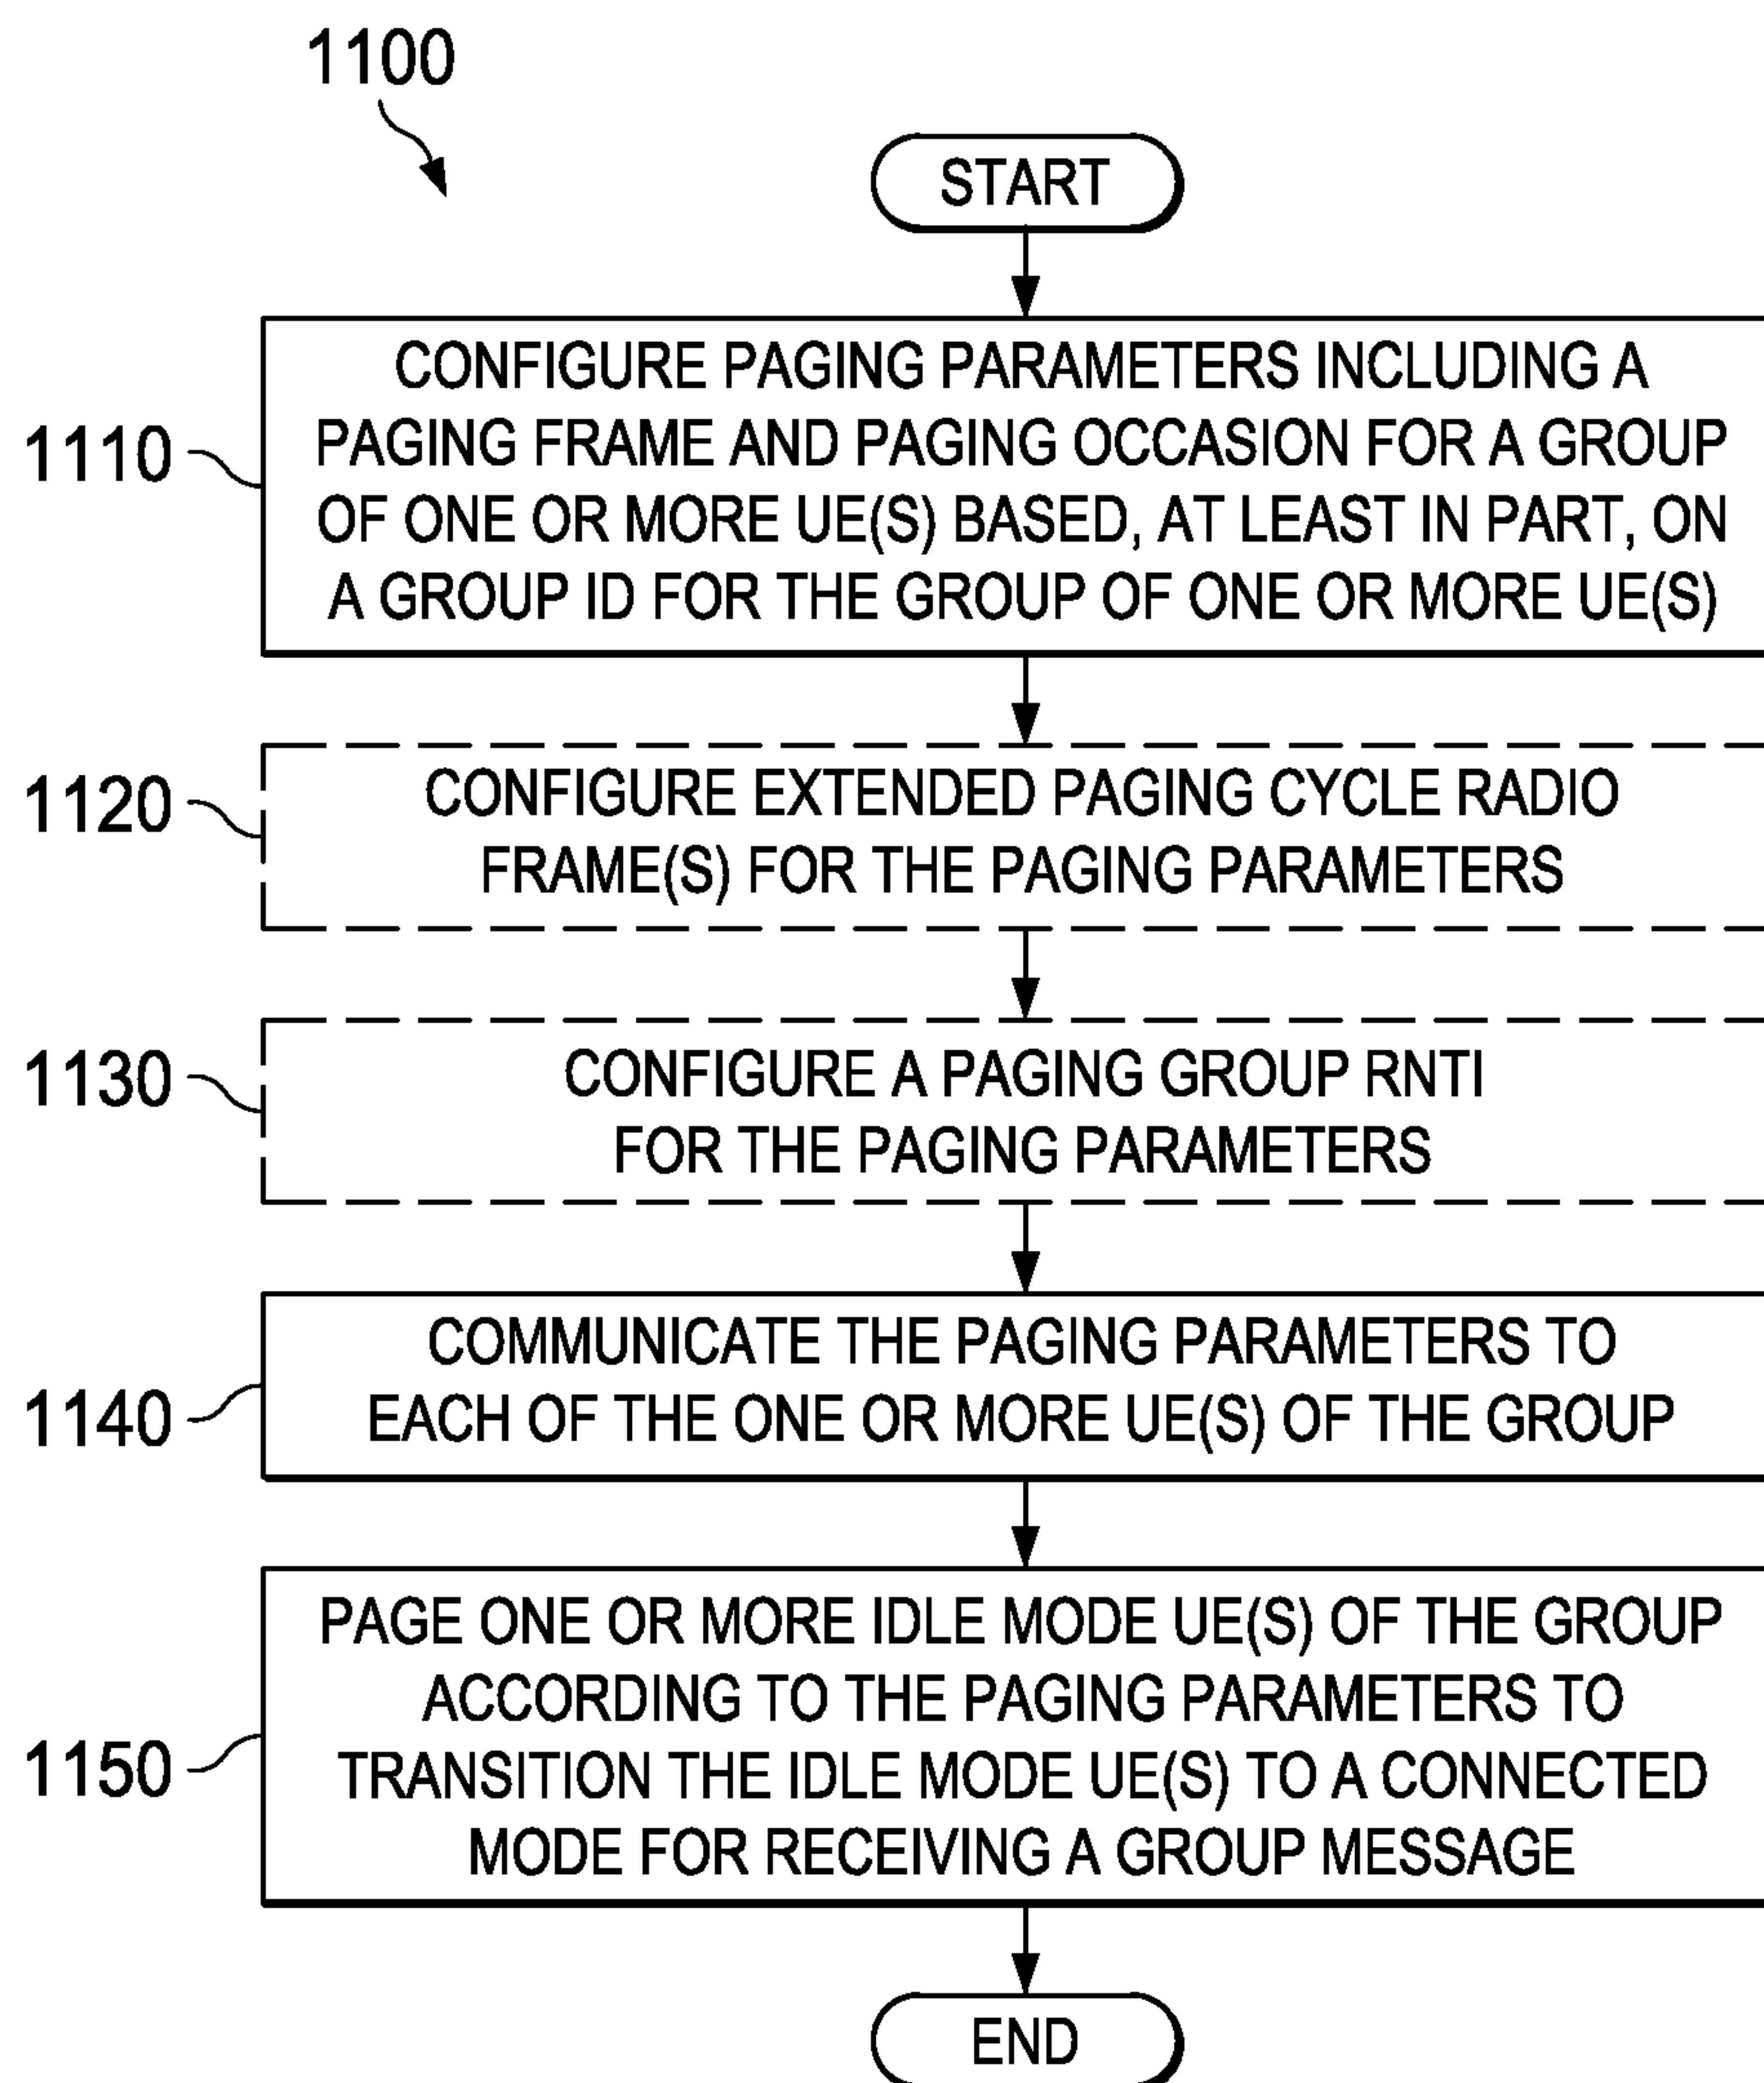 1100
START
1110
CONFIGURE PAGING PARAMETERS INCLUDING A
PAGING FRAME AND PAGING OCCASION FOR A GROUP
OF ONE OR MORE UE(S) BASED, AT LEAST IN PART, ON
A GROUP ID FOR THE GROUP OF ONE OR MORE UE(S)
1120
CONFIGURE EXTENDED PAGING CYCLE RADIO
FRAME(S) FOR THE PAGING PARAMETERS
1130
CONFIGURE A PAGING GROUP RNTI
FOR THE PAGING PARAMETERS
1140
COMMUNICATE THE PAGING PARAMETERS TO
EACH OF THE ONE OR MORE UE(S) OF THE GROUP
1150
PAGE ONE OR MORE IDLE MODE UE(S) OF THE GROUP
ACCORDING TO THE PAGING PARAMETERS TO
TRANSITION THE IDLE MODE UE(S) TO A CONNECTED
MODE FOR RECEIVING A GROUP MESSAGE
END